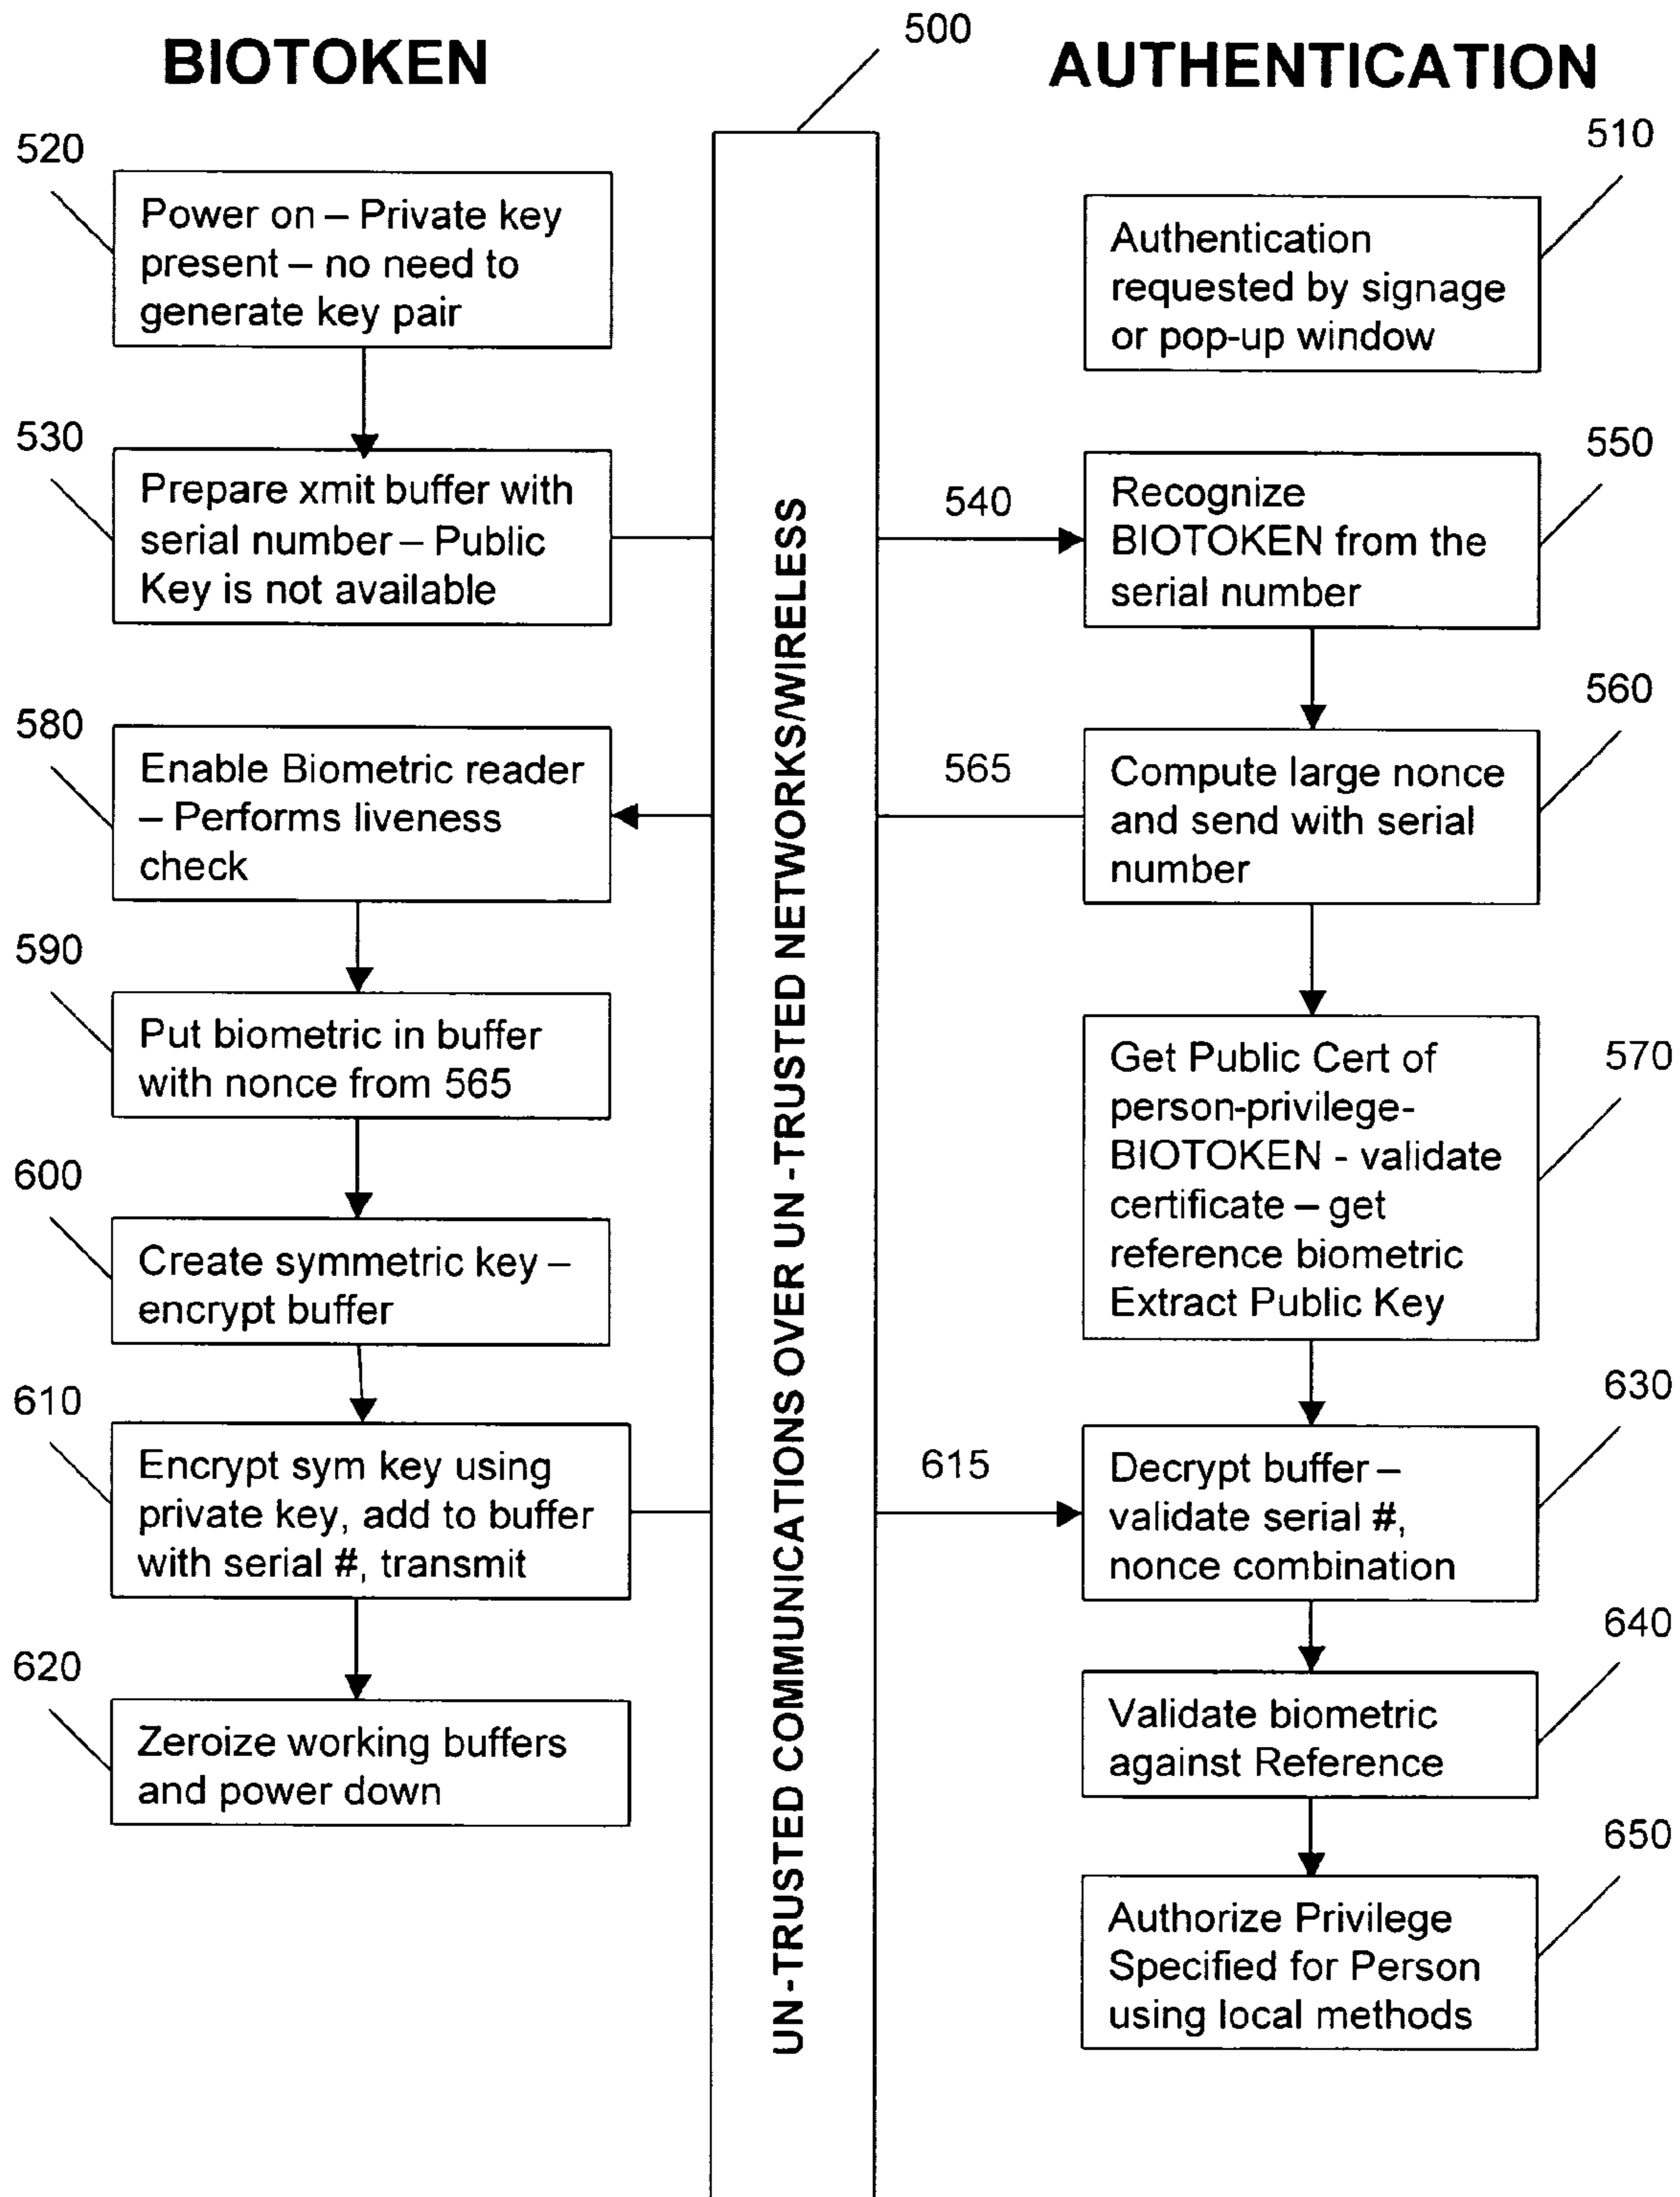 BIOTOKEN
500
AUTHENTICATION
520
Power on – Private key
present – no need to
generate key pair
510
Authentication
requested by signage
or pop-up window
530
Prepare xmit buffer with
serial number – Public
Key is not available
540
550
Recognize
BIOTOKEN from the
serial number
UN-TRUSTED COMMUNICATIONS OVER UN -TRUSTED NETWORKS/WIRELESS
560
Compute large nonce
and send with serial
number
565
580
Enable Biometric reader
– Performs liveness
check
590
Put biometric in buffer
with nonce from 565
570
Get Public Cert of
person-privilege-
BIOTOKEN - validate
certificate – get
reference biometric
Extract Public Key
600
Create symmetric key –
encrypt buffer
610
Encrypt sym key using
private key, add to buffer
with serial #, transmit
615
630
Decrypt buffer –
validate serial #,
nonce combination
620
Zeroize working buffers
and power down
640
Validate biometric
against Reference
650
Authorize Privilege
Specified for Person
using local methods